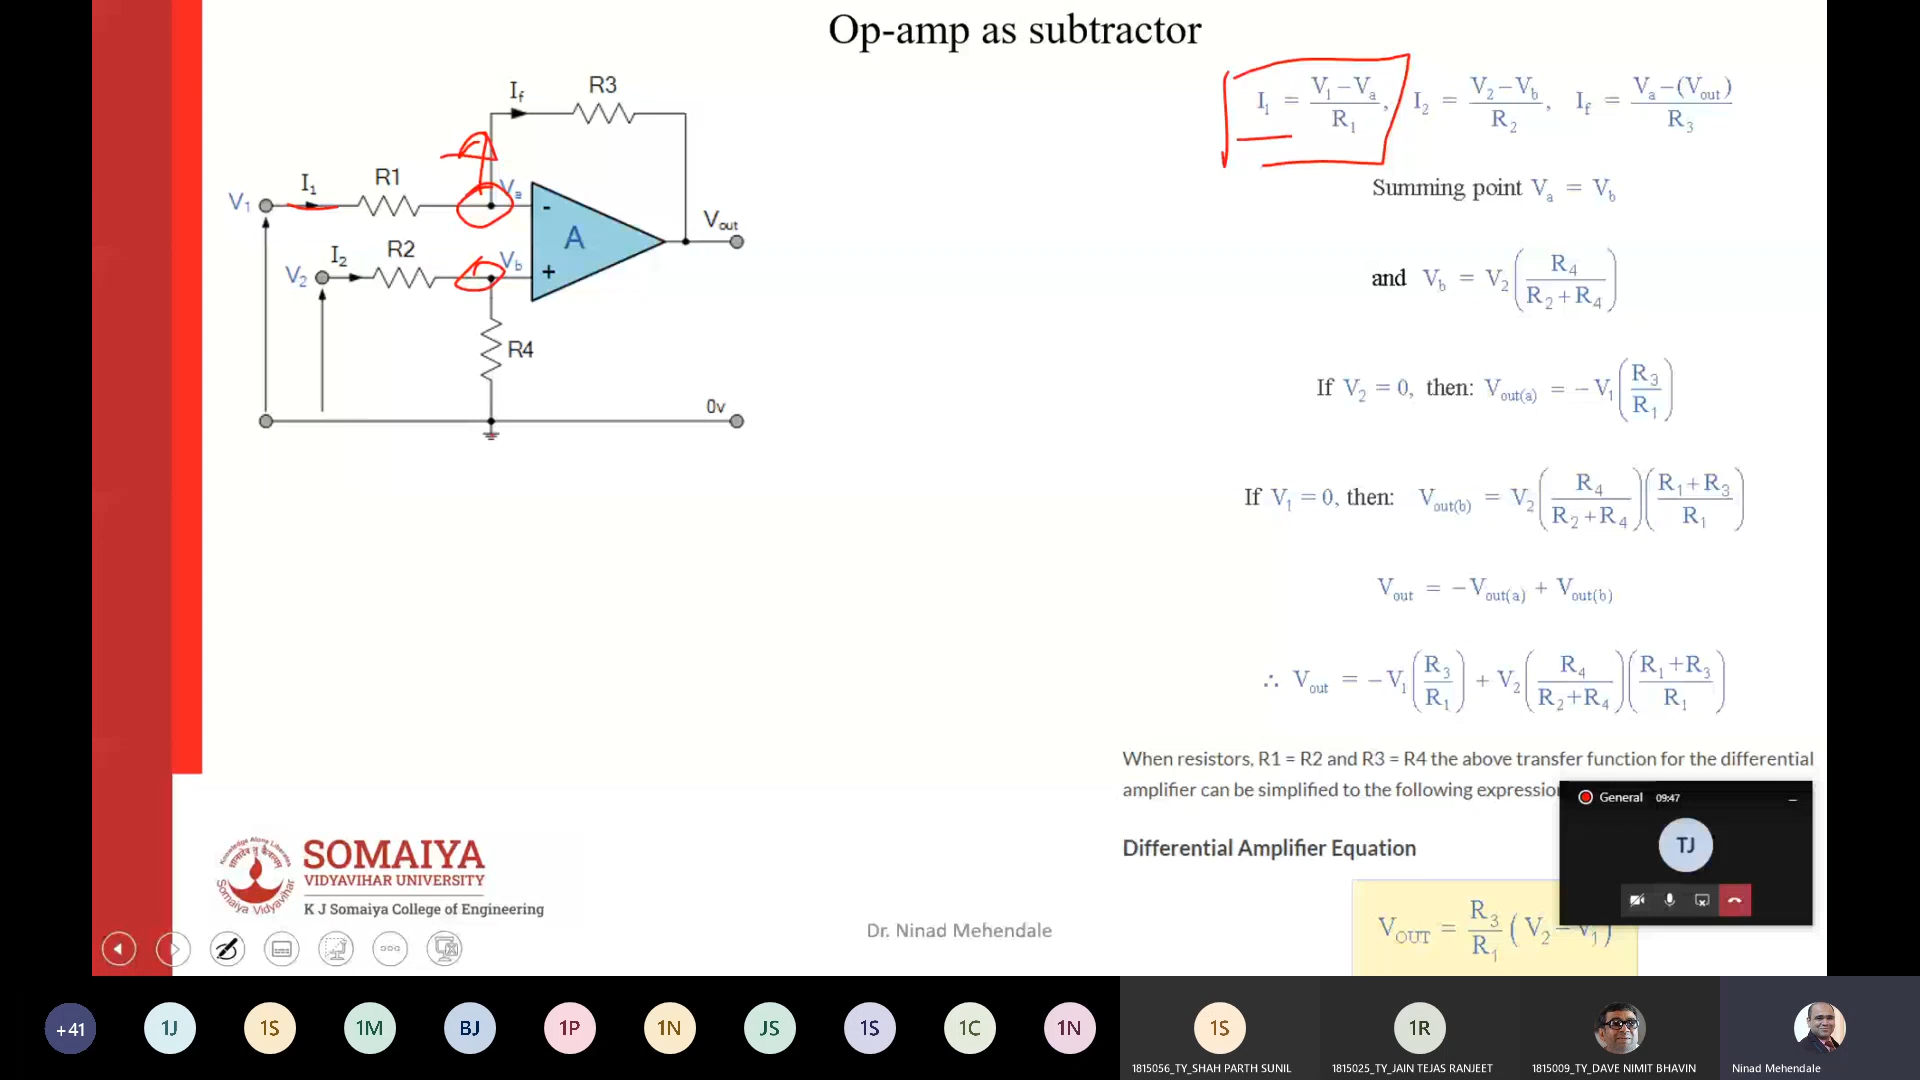 Op-amp as subtractor
If
R3
I1
R1
Va
V1
-
A
Vout
I2
R2
Vb
V2
+
R4
0v
I1 = (V1 − Va)/R1, I2 = (V2 − Vb)/R2, If = (Va − (Vout))/R3
Summing point Va = Vb
and Vb = V2(R4/(R2 + R4))
If V2 = 0, then: Vout(a) = − V1(R3/R1)
If V1 = 0, then: Vout(b) = V2(R4/(R2 + R4))((R1 + R3)/R1)
Vout = −Vout(a) + Vout(b)
∴ Vout = −V1(R3/R1) + V2(R4/(R2+R4))((R1+R3)/R1)
When resistors, R1 = R2 and R3 = R4 the above transfer function for the differential
amplifier can be simplified to the following
Differential Amplifier Equation
VOUT = R3/R1 (V2 − V1)
General 09:47
TJ
SOMAIYA
VIDYAVIHAR UNIVERSITY
K J Somaiya College of Engineering
Dr. Ninad Mehendale
+41
1J
1S
1M
BJ
1P
1N
JS
1S
1C
1N
1S
1R
1815056_TY_SHAH PARTH SUNIL
1815025_TY_JAIN TEJAS RANJEET
1815009_TY_DAVE NIMIT BHAVIN
Ninad Mehendale